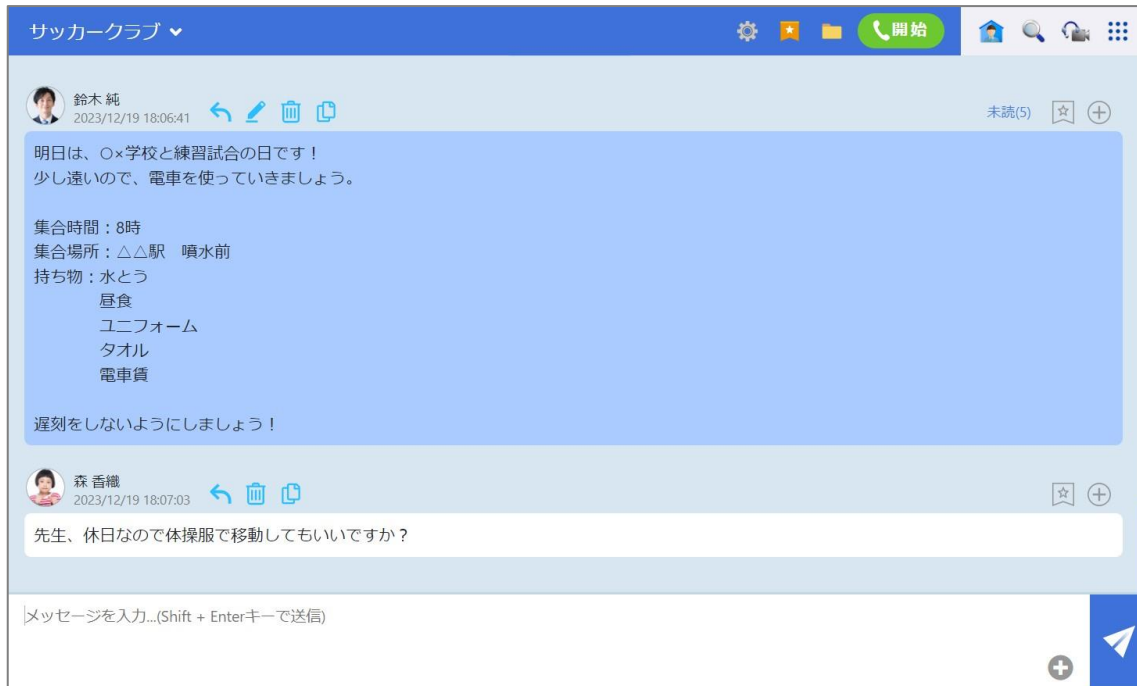 サッカークラブ
開始
鈴木 純
2023/12/19 18:06:41
未読(5)
明日は、○×学校と練習試合の日です！
少し遠いので、電車を使っていきましょう。
集合時間：8時
集合場所：△△駅　噴水前
持ち物：水とう
昼食
ユニフォーム
タオル
電車賃
遅刻をしないようにしましょう！
森 香織
2023/12/19 18:07:03
先生、休日なので体操服で移動してもいいですか？
メッセージを入力...(Shift + Enterキーで送信)